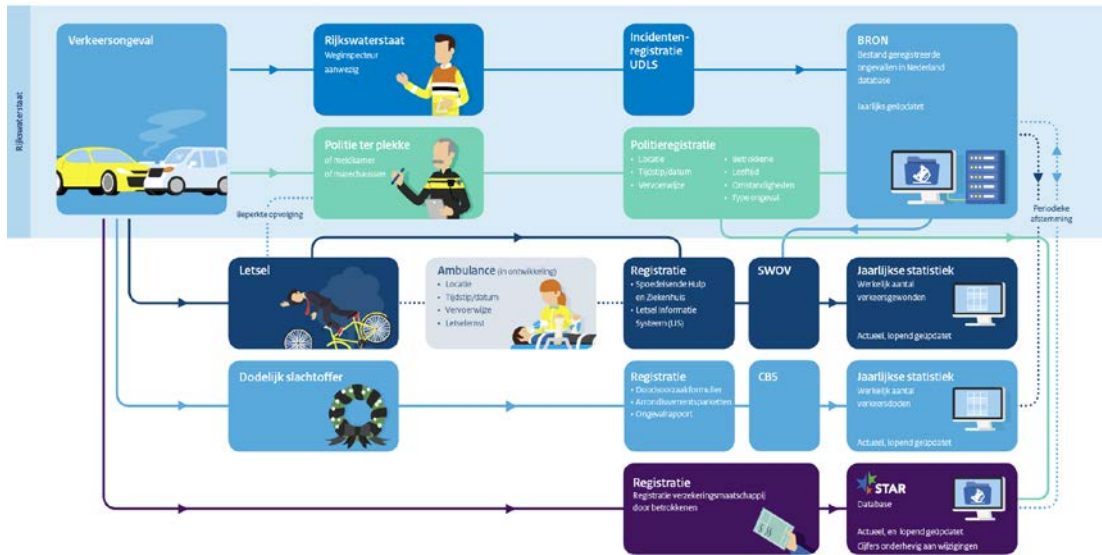 Rijkswaterstaat
Verkeersongeval
Rijkswaterstaat
Weginspecteur
aanwezig
Incidenten-
registratie
UDLS
BRON
Bestand geregistreerde
ongevallen in Nederland
database
Jaarlijks geüpdatet
Politie ter plekke
of meldkamer
of marechaussee
Politieregistratie
• Locatie
• Tijdstip/datum
• Vervoerwijze
• Betrokkene
• Leeftijd
• Omstandigheden
• Type ongeval
Beperkte opvolging
Periodieke
afstemming
Letsel
Ambulance (in ontwikkeling)
• Locatie
• Tijdstip/datum
• Vervoerwijze
• Letselernst
Registratie
• Spoedeisende Hulp
en Ziekenhuis
• Letsel Informatie
Systeem (LIS)
SWOV
Jaarlijkse statistiek
Werkelijk aantal
verkeersgewonden
Actueel, lopend geüpdatet
Dodelijk slachtoffer
Registratie
• Doodsoorzaakformulier
• Arrondissementsparketten
• Ongevalrapport
CBS
Jaarlijkse statistiek
Werkelijk aantal
verkeersdoden
Actueel, lopend geüpdatet
Registratie
Registratie verzekeringsmaatschappij
door betrokkenen
STAR
Database
Actueel, en lopend geüpdatet
Cijfers onderhevig aan wijzigingen